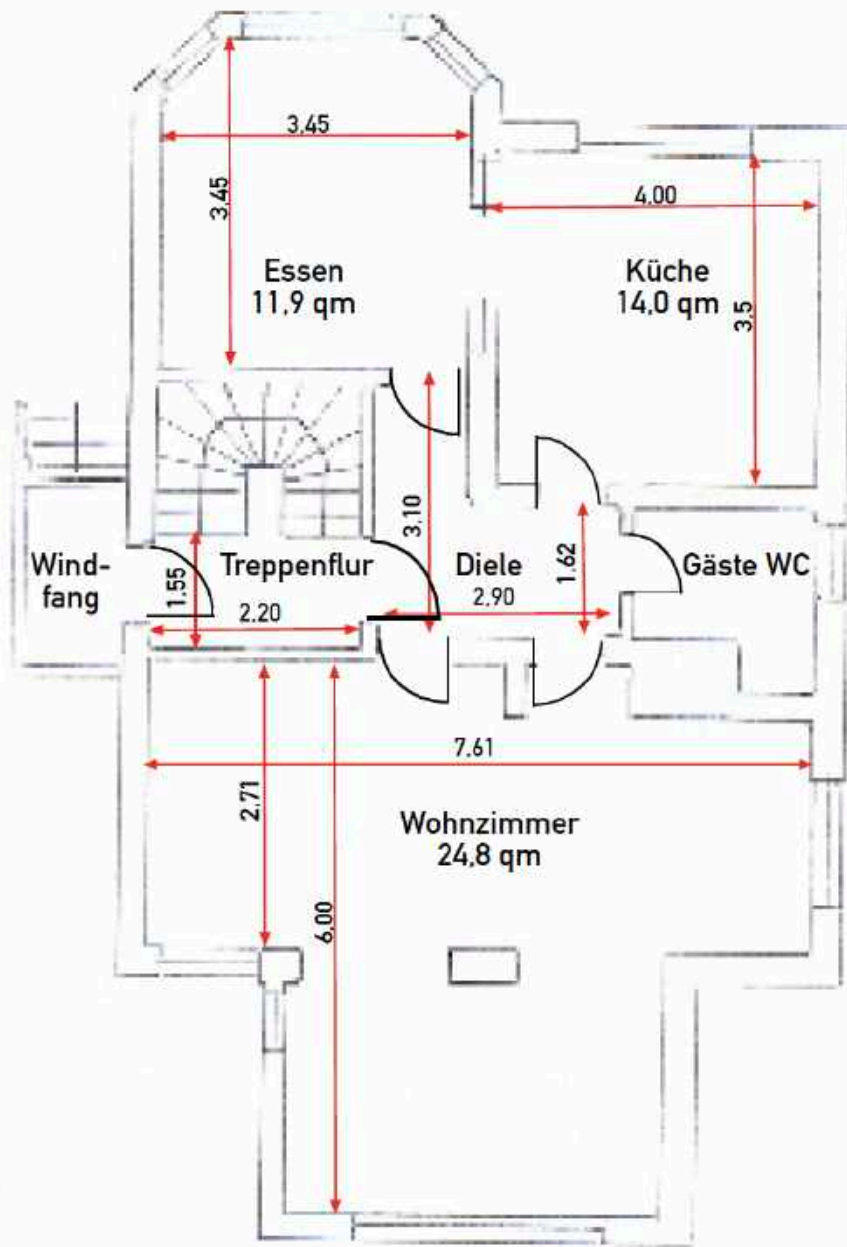 3.45
3.45
4.00
Essen
11,9 qm
Küche
14,0 qm
3.5
3.10
Wind-
fang
1.55
Treppenflur
2.20
Diele
2.90
1.62
Gäste WC
7.61
2.71
Wohnzimmer
24,8 qm
6.00